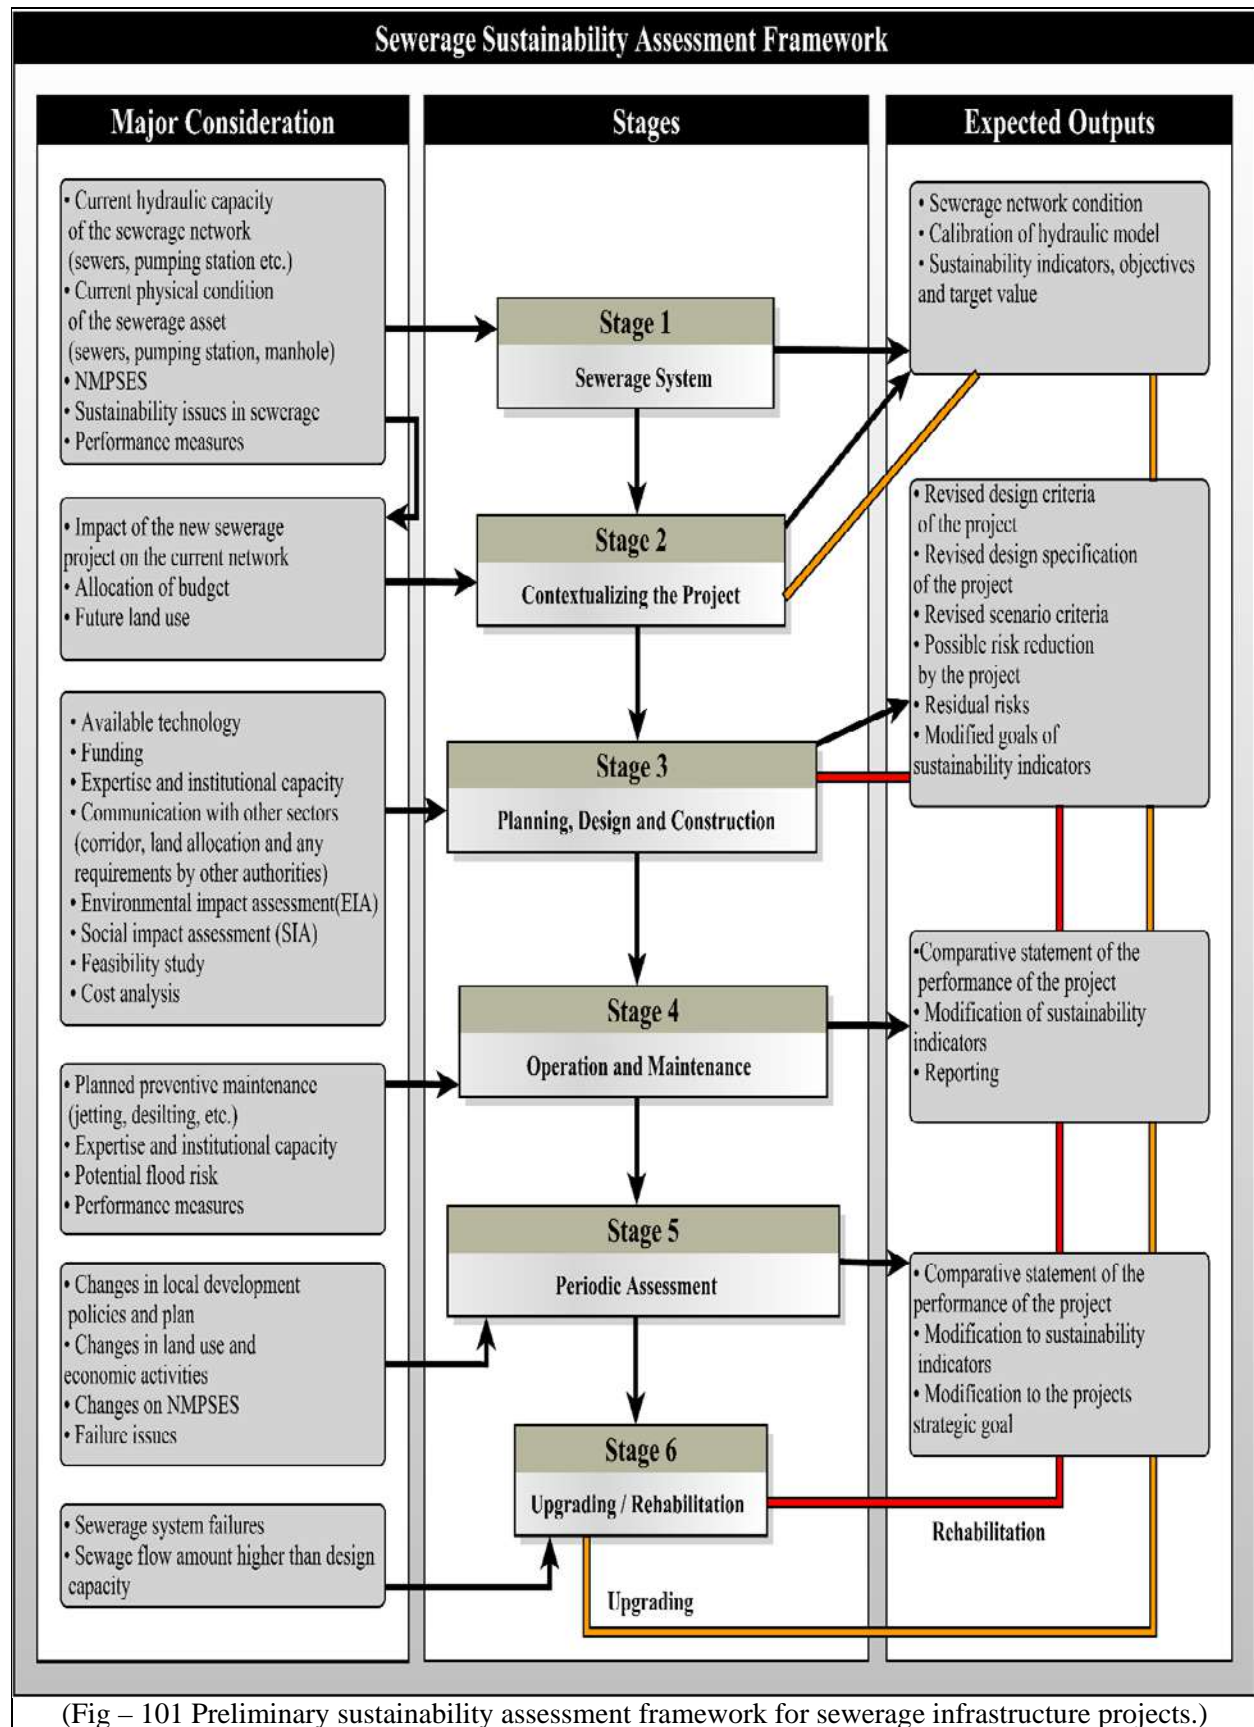 Sewerage Sustainability Assessment Framework
Major Consideration
• Current hydraulic capacity
of the sewerage network
(sewers, pumping station etc.)
• Current physical condition
of the sewerage asset
(sewers, pumping station, manhole)
• NMPSES
• Sustainability issues in sewerage
• Performance measures
• Impact of the new sewerage
project on the current network
• Allocation of budget
• Future land use
• Available technology
• Funding
• Expertise and institutional capacity
• Communication with other sectors
(corridor, land allocation and any
requirements by other authorities)
• Environmental impact assessment(EIA)
• Social impact assessment (SIA)
• Feasibility study
• Cost analysis
• Planned preventive maintenance
(jetting, desilting, etc.)
• Expertise and institutional capacity
• Potential flood risk
• Performance measures
• Changes in local development
policies and plan
• Changes in land use and
economic activities
• Changes on NMPSES
• Failure issues
• Sewerage system failures
• Sewage flow amount higher than design
capacity
Stages
Stage 1
Sewerage System
Stage 2
Contextualizing the Project
Stage 3
Planning, Design and Construction
Stage 4
Operation and Maintenance
Stage 5
Periodic Assessment
Stage 6
Upgrading / Rehabilitation
Upgrading
Expected Outputs
• Sewerage network condition
• Calibration of hydraulic model
• Sustainability indicators, objectives
and target value
• Revised design criteria
of the project
• Revised design specification
of the project
• Revised scenario criteria
• Possible risk reduction
by the project
• Residual risks
• Modified goals of
sustainability indicators
•Comparative statement of the
performance of the project
• Modification of sustainability
indicators
• Reporting
• Comparative statement of the
performance of the project
• Modification to sustainability
indicators
• Modification to the projects
strategic goal
Rehabilitation
(Fig – 101 Preliminary sustainability assessment framework for sewerage infrastructure projects.)